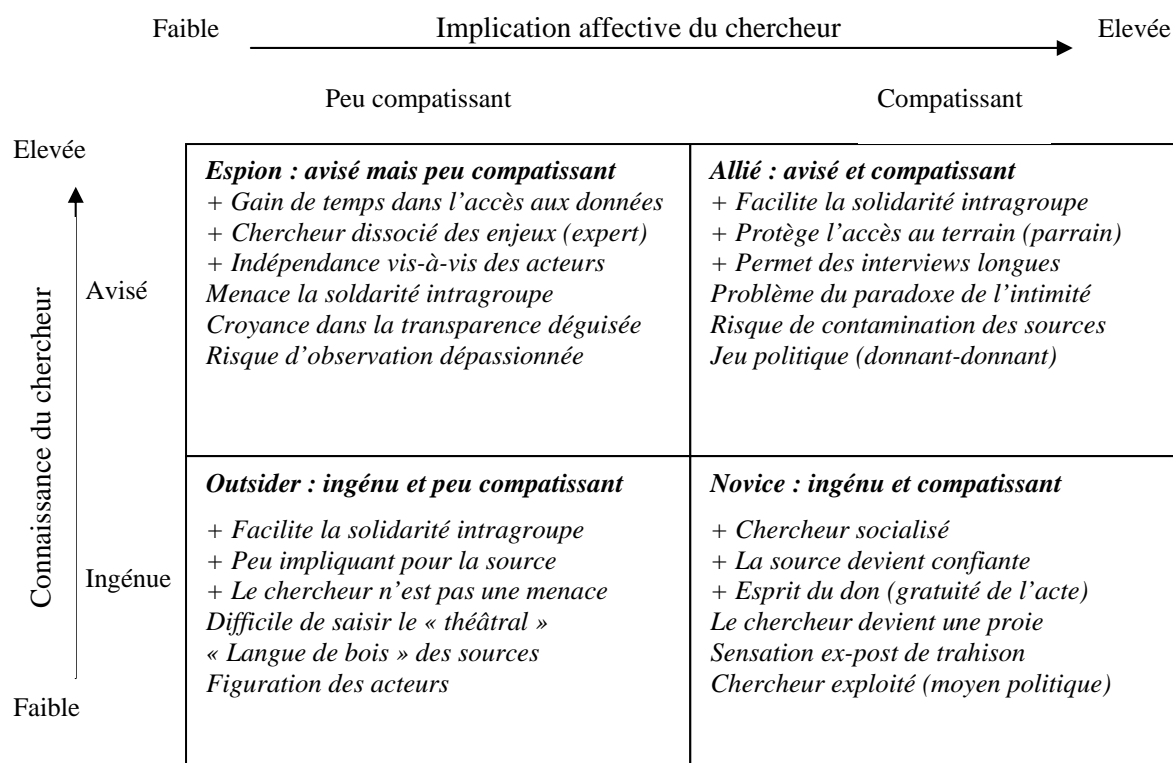 Faible Implication affective du chercheur Elevée
Peu compatissant Compatissant
Elevée
Connaissance du chercheur
Avisé
Espion : avisé mais peu compatissant
+ Gain de temps dans l’accès aux données
+ Chercheur dissocié des enjeux (expert)
+ Indépendance vis-à-vis des acteurs
Menace la soldarité intragroupe
Croyance dans la transparence déguisée
Risque d’observation dépassionnée
Allié : avisé et compatissant
+ Facilite la solidarité intragroupe
+ Protège l’accès au terrain (parrain)
+ Permet des interviews longues
Problème du paradoxe de l’intimité
Risque de contamination des sources
Jeu politique (donnant-donnant)
Ingénue
Outsider : ingénu et peu compatissant
+ Facilite la solidarité intragroupe
+ Peu impliquant pour la source
+ Le chercheur n’est pas une menace
Difficile de saisir le « théâtral »
« Langue de bois » des sources
Figuration des acteurs
Novice : ingénu et compatissant
+ Chercheur socialisé
+ La source devient confiante
+ Esprit du don (gratuité de l’acte)
Le chercheur devient une proie
Sensation ex-post de trahison
Chercheur exploité (moyen politique)
Faible